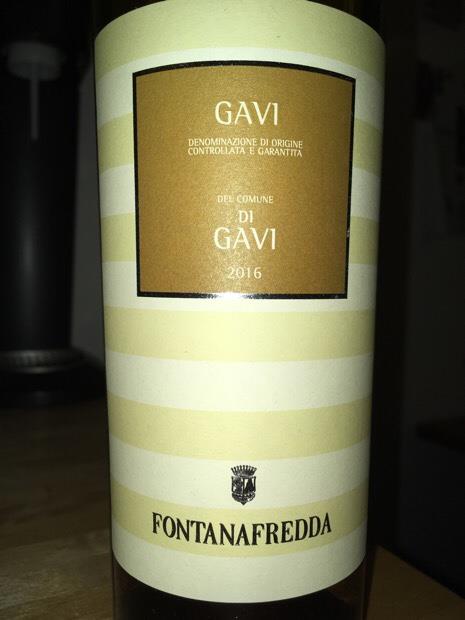 GAVI
DENOMINAZIONE DI ORIGINE
CONTROLLATA E GARANTITA
DEL COMUNE
DI
GAVI
2016
FONTANAFREDDA